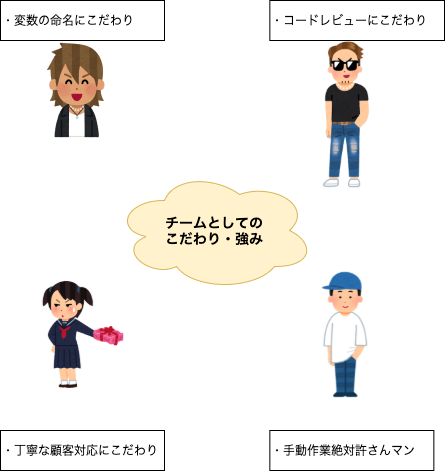 ・変数の命名にこだわり
・コードレビューにこだわり
チームとしての
こだわり・強み
・丁寧な顧客対応にこだわり
・手動作業絶対許さんマン